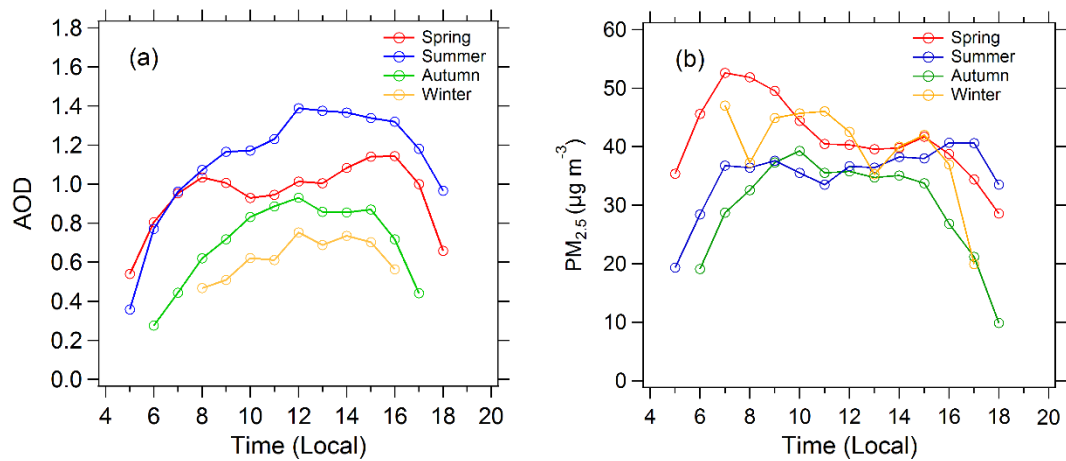 (a)
Spring
Summer
Autumn
Winter
1.8
1.6
1.4
1.2
1.0
0.8
0.6
0.4
0.2
0.0
AOD
4 6 8 10 12 14 16 18 20
Time (Local)
(b)
Spring
Summer
Autumn
Winter
60
50
40
30
20
10
0
PM2.5 (µg m-3)
4 6 8 10 12 14 16 18 20
Time (Local)